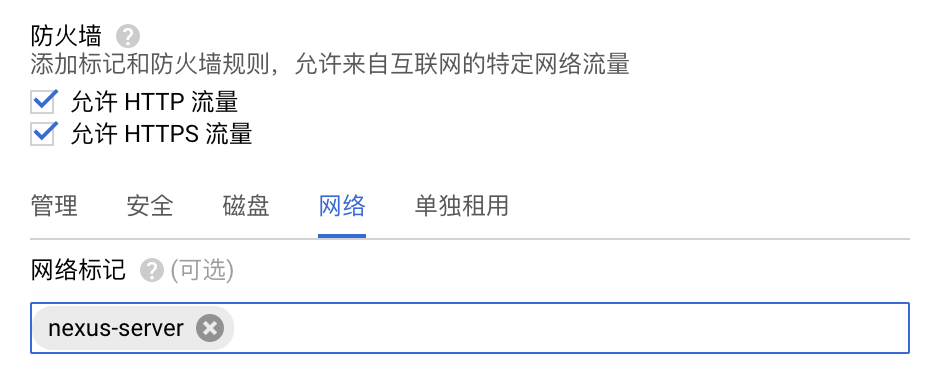 防火墙 ?
添加标记和防火墙规则，允许来自互联网的特定网络流量
允许 HTTP 流量
允许 HTTPS 流量
管理 安全 磁盘 网络 单独租用
网络标记 ? (可选)
nexus-server